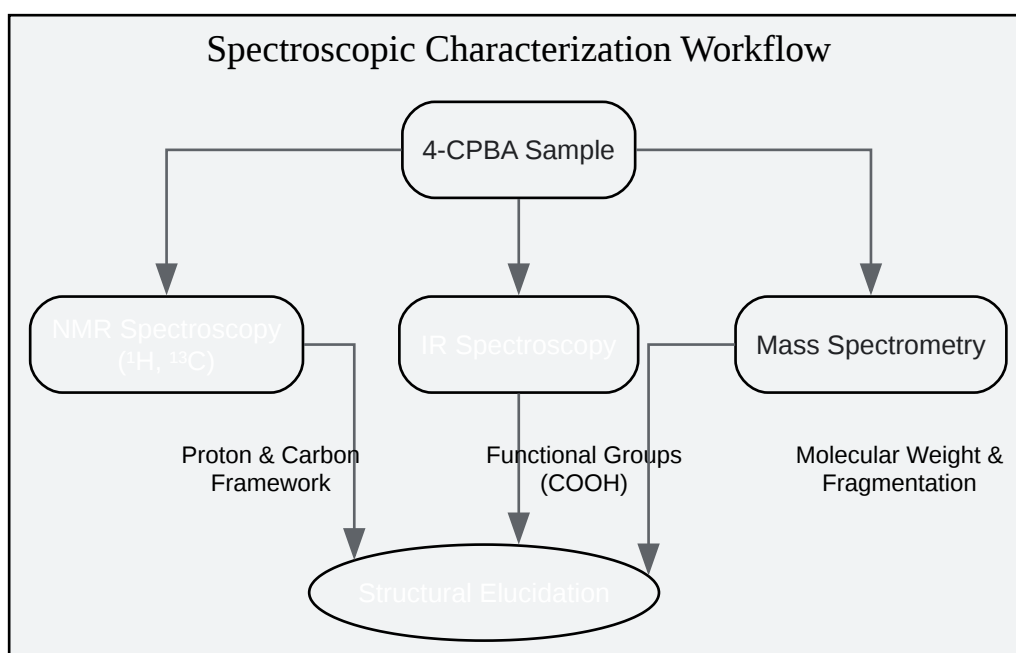 Spectroscopic Characterization Workflow
4-CPBA Sample
NMR Spectroscopy
(¹H, ¹³C)
IR Spectroscopy
Mass Spectrometry
Proton & Carbon
Framework
Functional Groups
(COOH)
Molecular Weight &
Fragmentation
Structural Elucidation